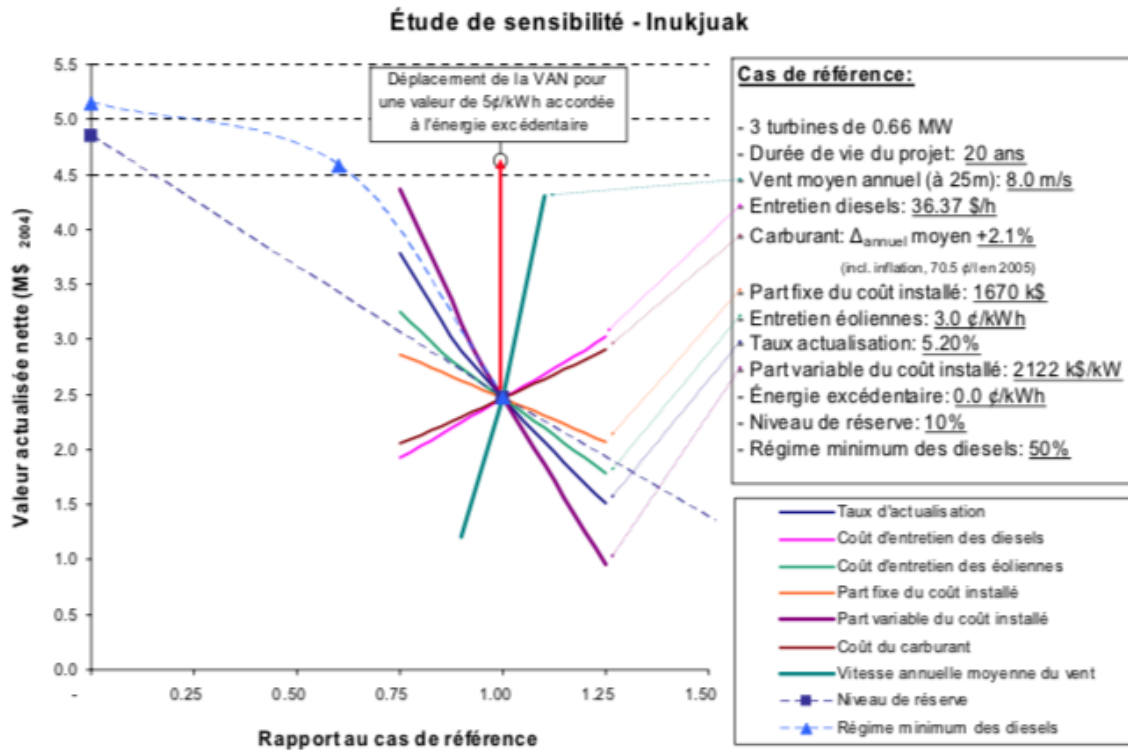 Étude de sensibilité - Inukjuak
5.5
5.0
4.5
4.0
3.5
3.0
2.5
2.0
1.5
1.0
0.5
0.0
Valeur actualisée nette (M$ 2004)
-
0.25
0.50
0.75
1.00
1.25
1.50
Rapport au cas de référence
Déplacement de la VAN pour
une valeur de 5¢/kWh accordée
à l'énergie excédentaire
Cas de référence:
- 3 turbines de 0.66 MW
- Durée de vie du projet: 20 ans
- Vent moyen annuel (à 25m): 8.0 m/s
- Entretien diesels: 36.37 $/h
- Carburant: Δannuel moyen +2.1%
(incl. inflation, 70.5 ¢/l en 2005)
- Part fixe du coût installé: 1670 k$
- Entretien éoliennes: 3.0 ¢/kWh
- Taux actualisation: 5.20%
- Part variable du coût installé: 2122 k$/kW
- Énergie excédentaire: 0.0 ¢/kWh
- Niveau de réserve: 10%
- Régime minimum des diesels: 50%
Taux d'actualisation
Coût d'entretien des diesels
Coût d'entretien des éoliennes
Part fixe du coût installé
Part variable du coût installé
Coût du carburant
Vitesse annuelle moyenne du vent
Niveau de réserve
Régime minimum des diesels